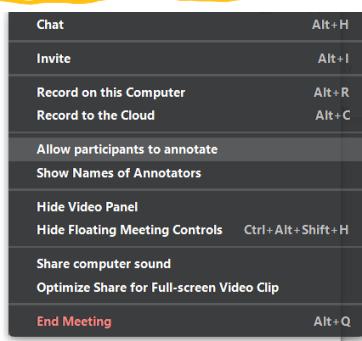 Chat Alt+H
Invite Alt+I
Record on this Computer Alt+R
Record to the Cloud Alt+C
Allow participants to annotate
Show Names of Annotators
Hide Video Panel
Hide Floating Meeting Controls Ctrl+Alt+Shift+H
Share computer sound
Optimize Share for Full-screen Video Clip
End Meeting Alt+Q